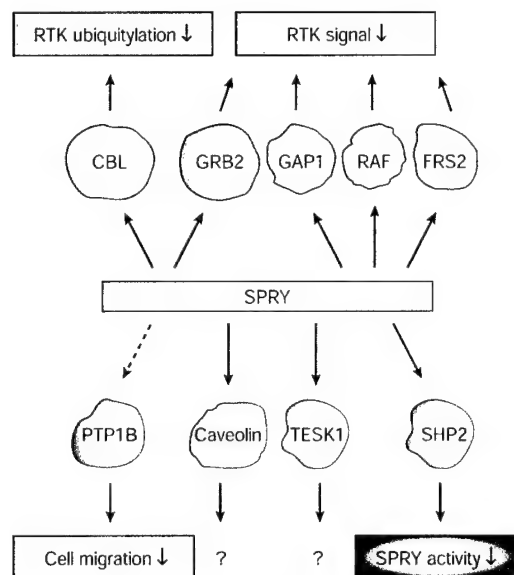 RTK ubiquitylation ↓
RTK signal ↓
CBL
GRB2
GAP1
RAF
FRS2
SPRY
PTP1B
Caveolin
TESK1
SHP2
Cell migration ↓
?
?
SPRY activity ↓